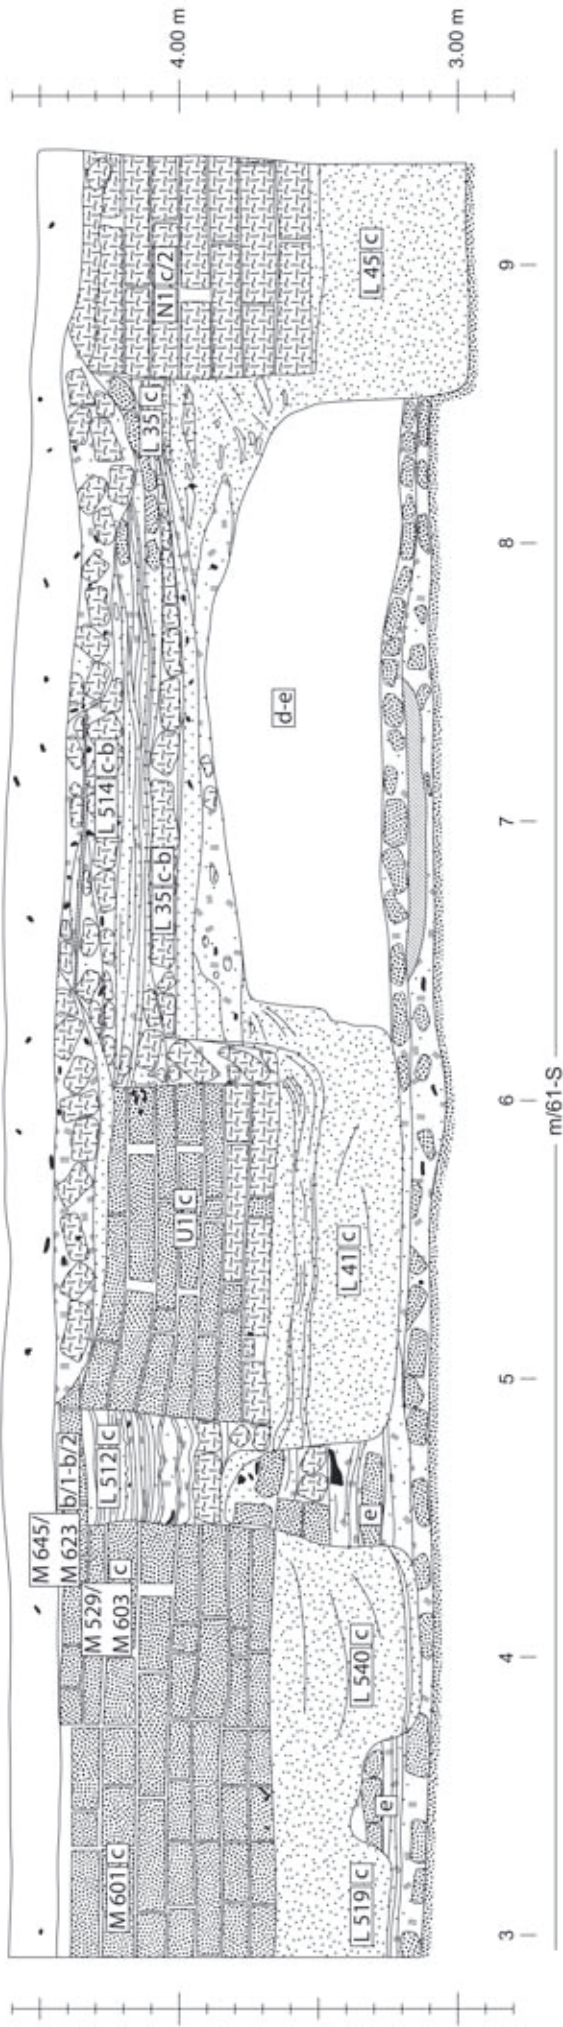 4.00 m
3.00 m
M 645/
M 623 b/1-b/2
M 529/
M 603 c
M 601 c
L 512 c
U1 c
L 514 c-b
L 35 c-b
L 35 c
N1 c/2
L 519 c
e
L 540 c
e
L 41 c
d-e
L 45 c
3
4
5
6
7
8
9
m/61-S